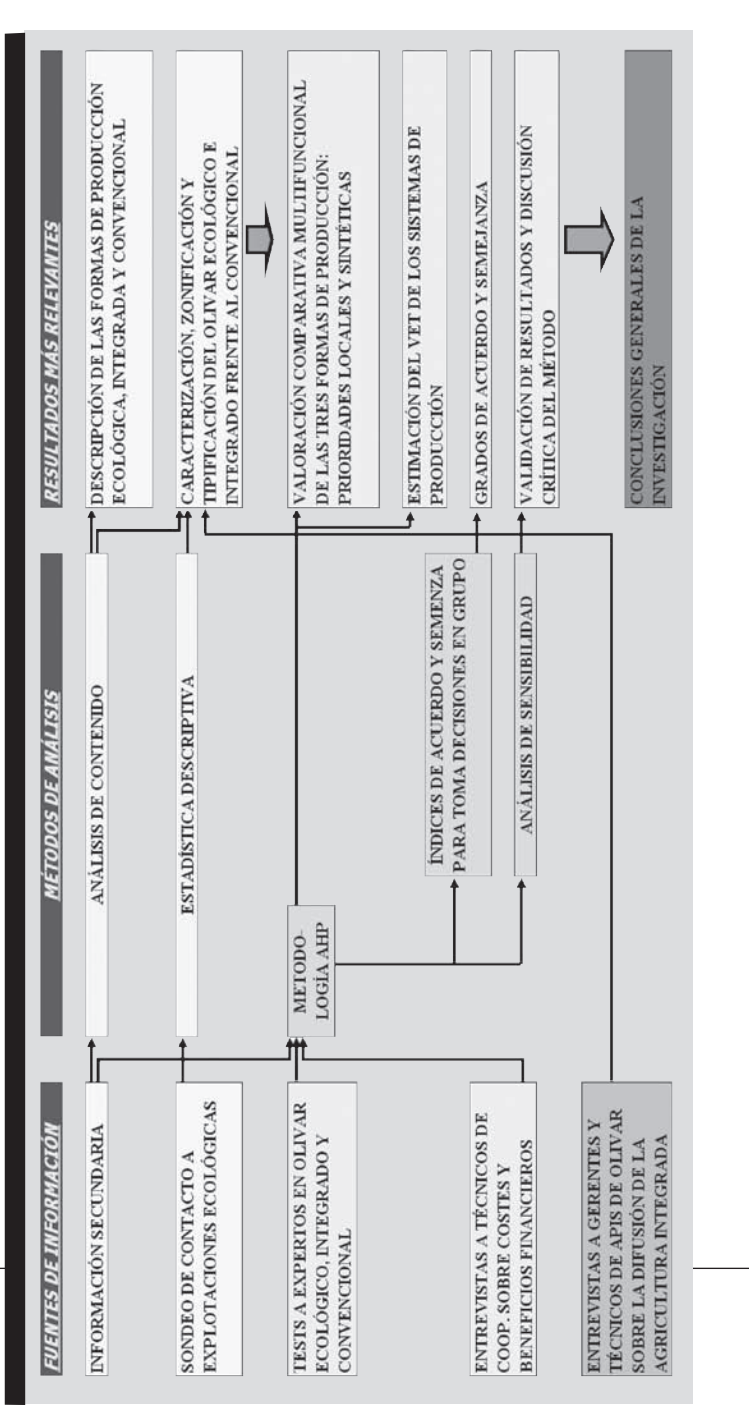 FUENTES DE INFORMACIÓN
INFORMACIÓN SECUNDARIA
SONDEO DE CONTACTO A
EXPLOTACIONES ECOLÓGICAS
TESTS A EXPERTOS EN OLIVAR
ECOLÓGICO, INTEGRADO Y
CONVENCIONAL
ENTREVISTAS A TÉCNICOS DE
COOP. SOBRE COSTES Y
BENEFICIOS FINANCIEROS
ENTREVISTAS A GERENTES Y
TÉCNICOS DE APIS DE OLIVAR
SOBRE LA DIFUSIÓN DE LA
AGRICULTURA INTEGRADA
MÉTODOS DE ANÁLISIS
ANÁLISIS DE CONTENIDO
ESTADÍSTICA DESCRIPTIVA
METODO-
LOGÍA AHP
ÍNDICES DE ACUERDO Y SEMENZA
PARA TOMA DECISIONES EN GRUPO
ANÁLISIS DE SENSIBILIDAD
RESULTADOS MÁS RELEVANTES
DESCRIPCIÓN DE LAS FORMAS DE PRODUCCIÓN
ECOLÓGICA, INTEGRADA Y CONVENCIONAL
CARACTERIZACIÓN, ZONIFICACIÓN Y
TIPIFICACIÓN DEL OLIVAR ECOLÓGICO E
INTEGRADO FRENTE AL CONVENCIONAL
VALORACIÓN COMPARATIVA MULTIFUNCIONAL
DE LAS TRES FORMAS DE PRODUCCIÓN:
PRIORIDADES LOCALES Y SINTÉTICAS
ESTIMACIÓN DEL VET DE LOS SISTEMAS DE
PRODUCCIÓN
GRADOS DE ACUERDO Y SEMEJANZA
VALIDACIÓN DE RESULTADOS Y DISCUSIÓN
CRÍTICA DEL MÉTODO
CONCLUSIONES GENERALES DE LA
INVESTIGACIÓN